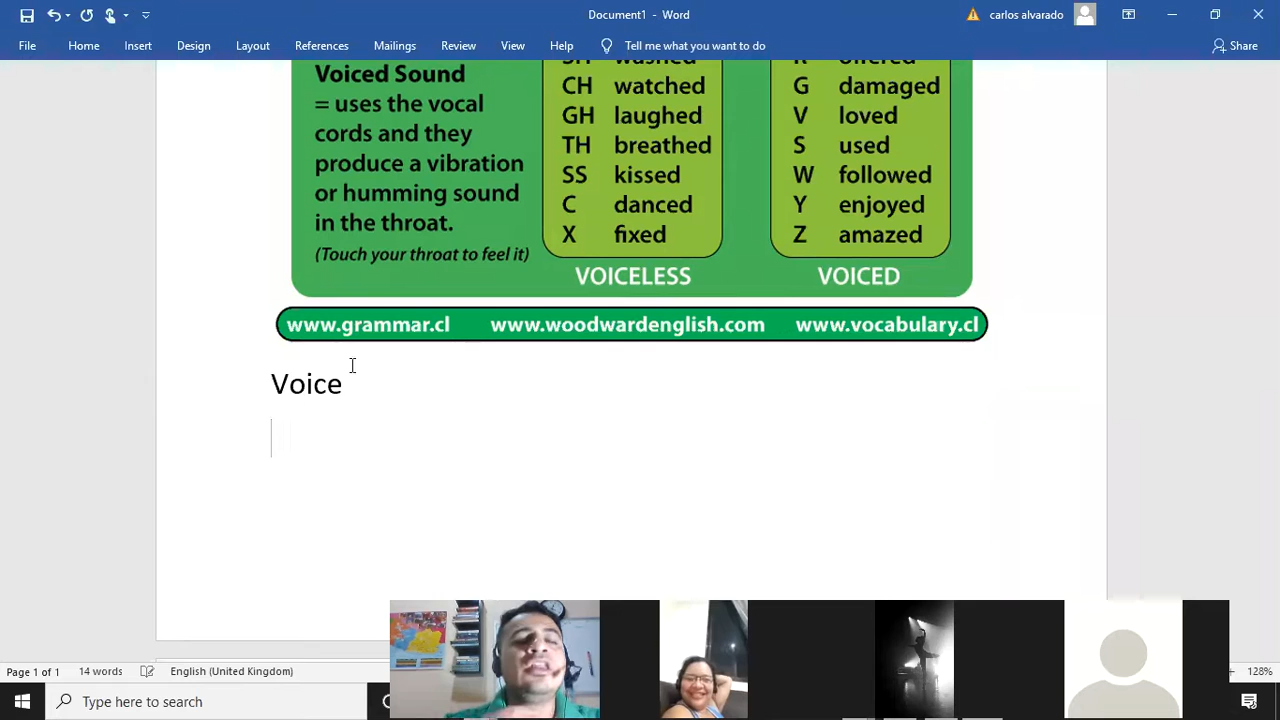 Document1 - Word
carlos alvarado
File Home Insert Design Layout References Mailings Review View Help Tell me what you want to do Share
Voiced Sound
= uses the vocal
cords and they
produce a vibration
or humming sound
in the throat.
(Touch your throat to feel it)
SH washed
CH watched
GH laughed
TH breathed
SS kissed
C danced
X fixed
VOICELESS
R offered
G damaged
V loved
S used
W followed
Y enjoyed
Z amazed
VOICED
www.grammar.cl www.woodwardenglish.com www.vocabulary.cl
Voice
Page 1 of 1 14 words English (United Kingdom) 128%
Type here to search